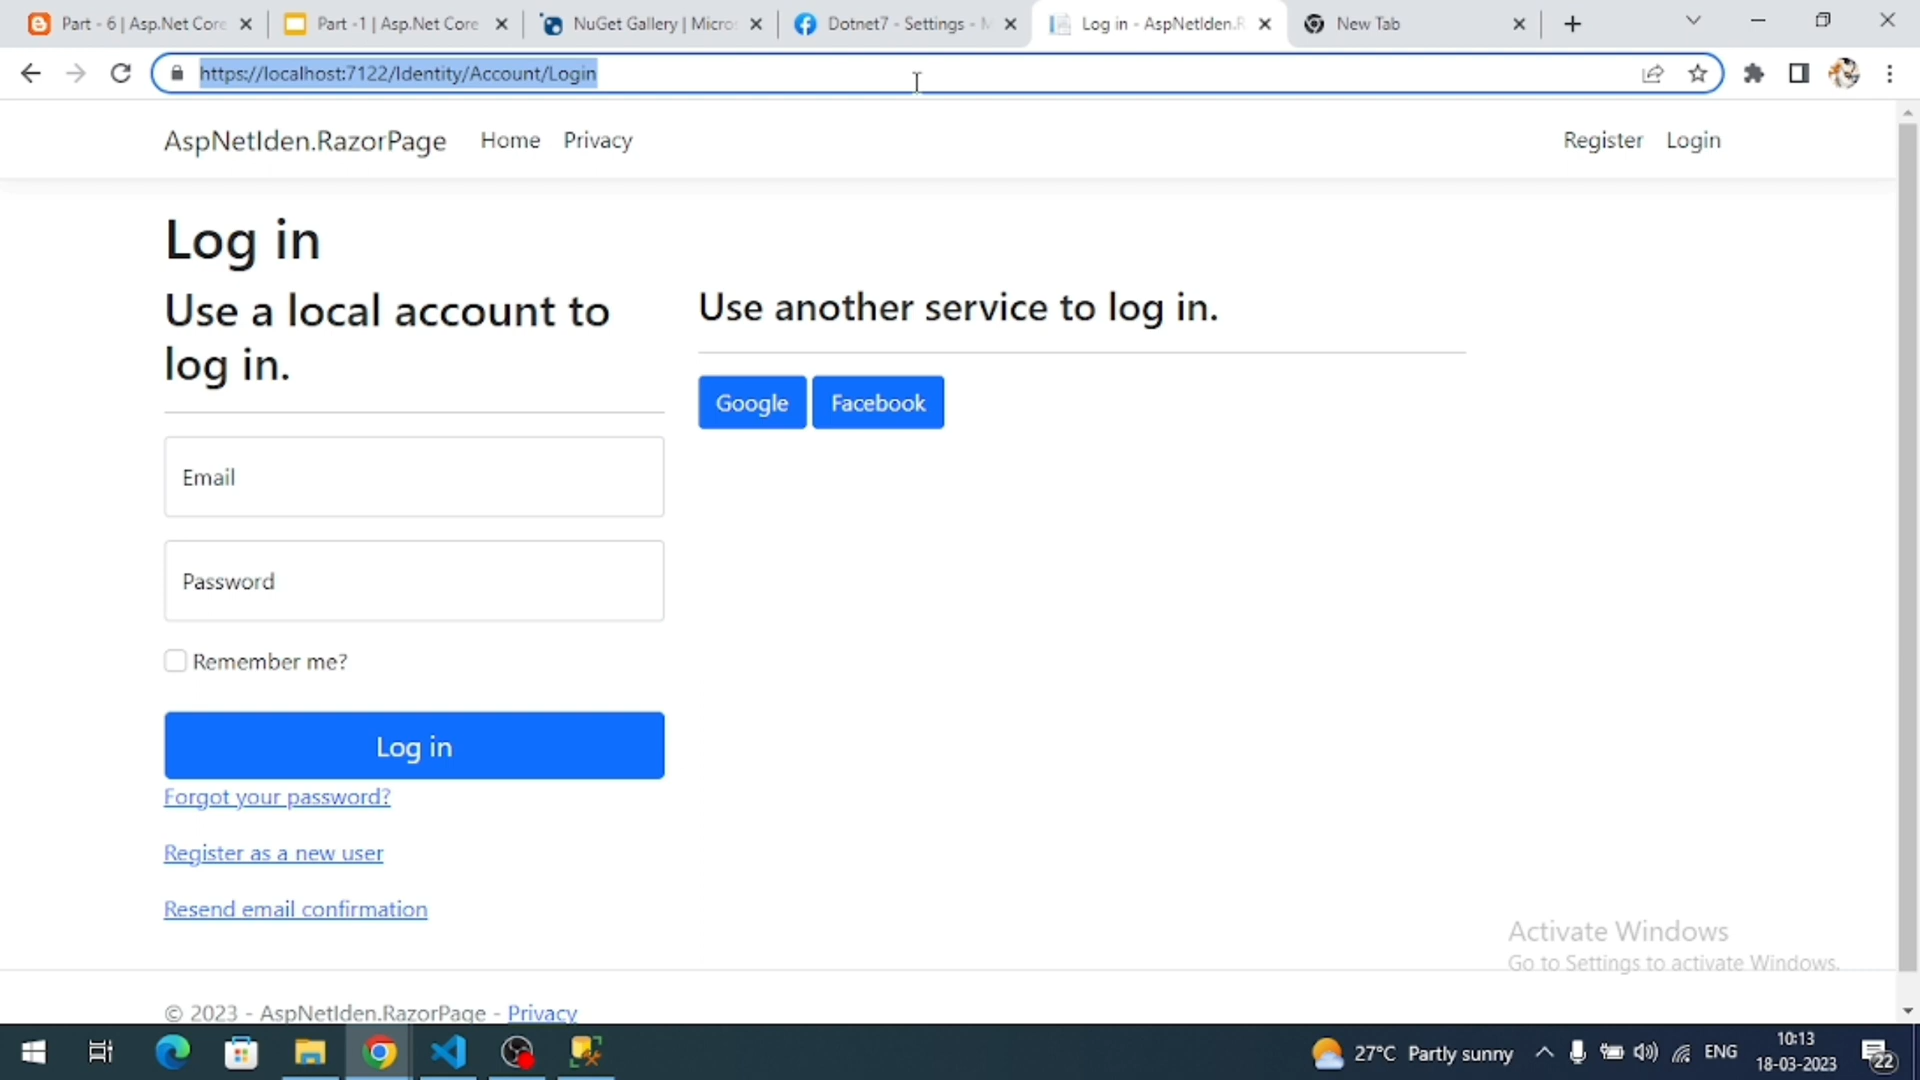 Part - 6 | Asp.Net Core
Part -1 | Asp.Net Core
NuGet Gallery | Micro
Dotnet7 - Settings -
Log in - AspNetIden.R
New Tab
https://localhost:7122/Identity/Account/Login
AspNetIden.RazorPage
Home
Privacy
Register
Login
Log in
Use a local account to
log in.
Use another service to log in.
Google
Facebook
Email
Password
Remember me?
Log in
Forgot your password?
Register as a new user
Resend email confirmation
Activate Windows
Go to Settings to activate Windows.
© 2023 - AspNetIden.RazorPage - Privacy
27°C Partly sunny
ENG
10:13
18-03-2023
22